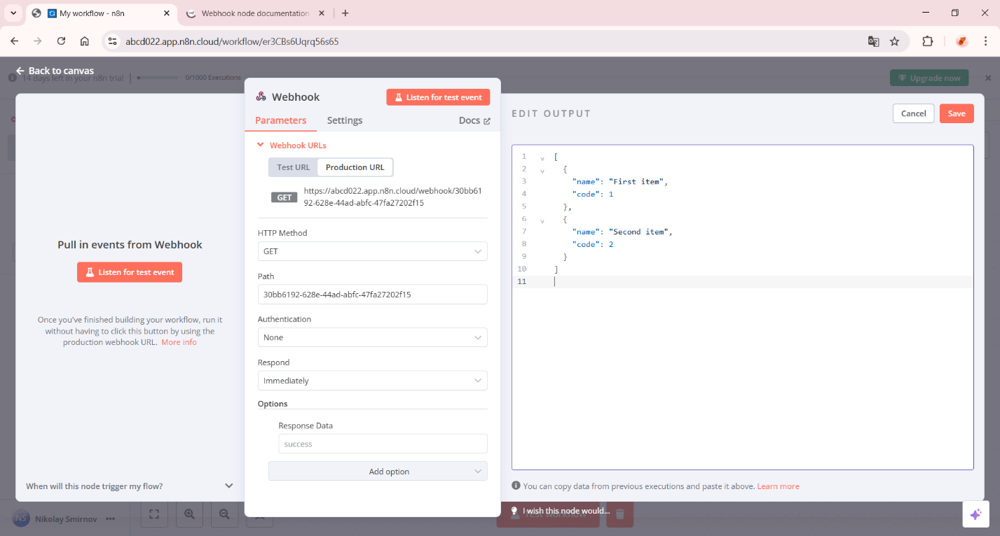 My workflow - n8n
Webhook node documentation
abcd022.app.n8n.cloud/workflow/er3CBs6Uqrq56s65
Back to canvas
14 days left in your n8n trial
0/1000 Executions
Upgrade now
Pull in events from Webhook
Listen for test event
Once you've finished building your workflow, run it
without having to click this button by using the
production webhook URL. More info
When will this node trigger my flow?
NS
Nikolay Smirnov
Webhook
Listen for test event
Parameters
Settings
Docs
Webhook URLs
Test URL
Production URL
GET
https://abcd022.app.n8n.cloud/webhook/30bb61
92-628e-44ad-abfc-47fa27202f15
HTTP Method
GET
Path
30bb6192-628e-44ad-abfc-47fa27202f15
Authentication
None
Respond
Immediately
Options
Response Data
success
Add option
EDIT OUTPUT
Cancel
Save
1 [
2 {
3 "name": "First item",
4 "code": 1
5 },
6 {
7 "name": "Second item",
8 "code": 2
9 }
10 ]
11
You can copy data from previous executions and paste it above. Learn more
I wish this node would...
Test workflow